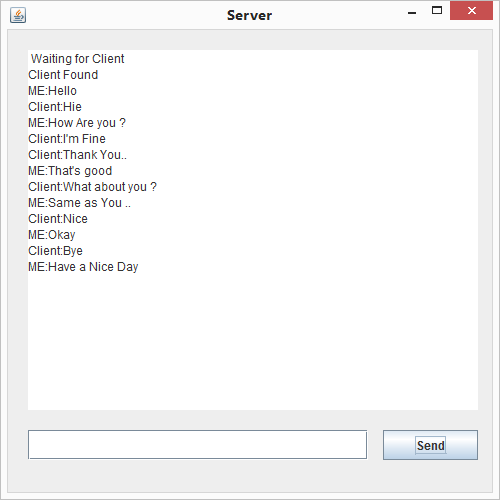 Server
Waiting for Client
Client Found
ME:Hello
Client:Hie
ME:How Are you ?
Client:I'm Fine
Client:Thank You..
ME:That's good
Client:What about you ?
ME:Same as You ..
Client:Nice
ME:Okay
Client:Bye
ME:Have a Nice Day
Send